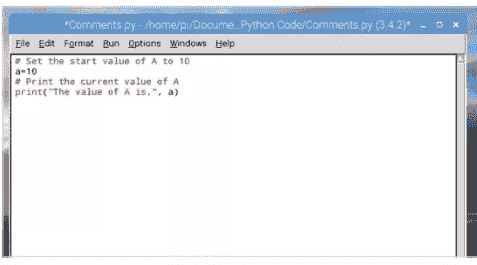 *Comments.py - /home/pi/Docume...Python Code/Comments.py (3.4.2)*
File Edit Format Run Options Windows Help
# Set the start value of A to 10
a=10
# Print the current value of A
print("The value of A is,", a)